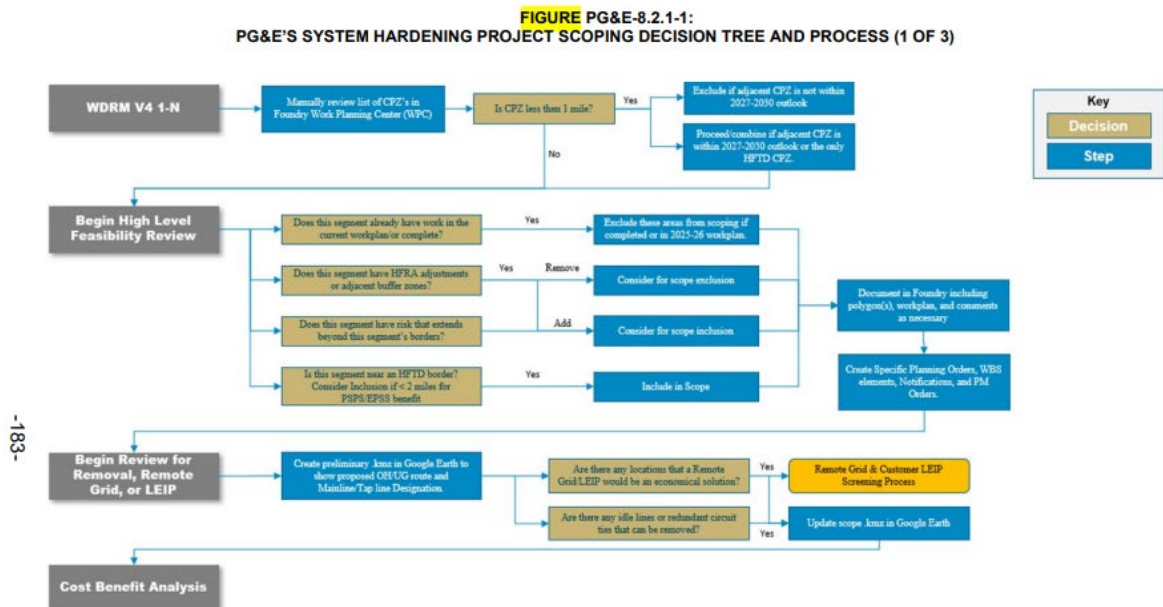 FIGURE PG&E-8.2.1-1:
PG&E'S SYSTEM HARDENING PROJECT SCOPING DECISION TREE AND PROCESS (1 OF 3)
WDRM V4 1-N
Manually review list of CPZ's in
Foundry Work Planning Center (WPC)
Is CPZ less then 1 mile?
Yes
No
Exclude if adjacent CPZ is not within
2027-2030 outlook
Proceed/combine if adjacent CPZ is
within 2027-2030 outlook or the only
HFTD CPZ.
Key
Decision
Step
Begin High Level
Feasibility Review
Does this segment already have work in the
current workplan/or complete?
Yes
Exclude these areas from scoping if
completed or in 2025-26 workplan.
Does this segment have HFRA adjustments
or adjacent buffer zones?
Yes
Remove
Consider for scope exclusion
Does this segment have risk that extends
beyond this segment's borders?
Add
Consider for scope inclusion
Is this segment near an HFTD border?
Consider Inclusion if < 2 miles for
PSPS/EPSS benefit
Yes
Include in Scope
Document in Foundry including
polygon(s), workplan, and comments
as necessary
Create Specific Planning Orders, WBS
elements, Notifications, and PM
Orders.
-183-
Begin Review for
Removal, Remote
Grid, or LEIP
Create preliminary .kmz in Google Earth to
show proposed OH/UG route and
Mainline/Tap line Designation.
Are there any locations that a Remote
Grid/LEIP would be an economical solution?
Yes
Remote Grid & Customer LEIP
Screening Process
Are there any idle lines or redundant circuit
ties that can be removed?
Yes
Update scope .kmz in Google Earth
Cost Benefit Analysis